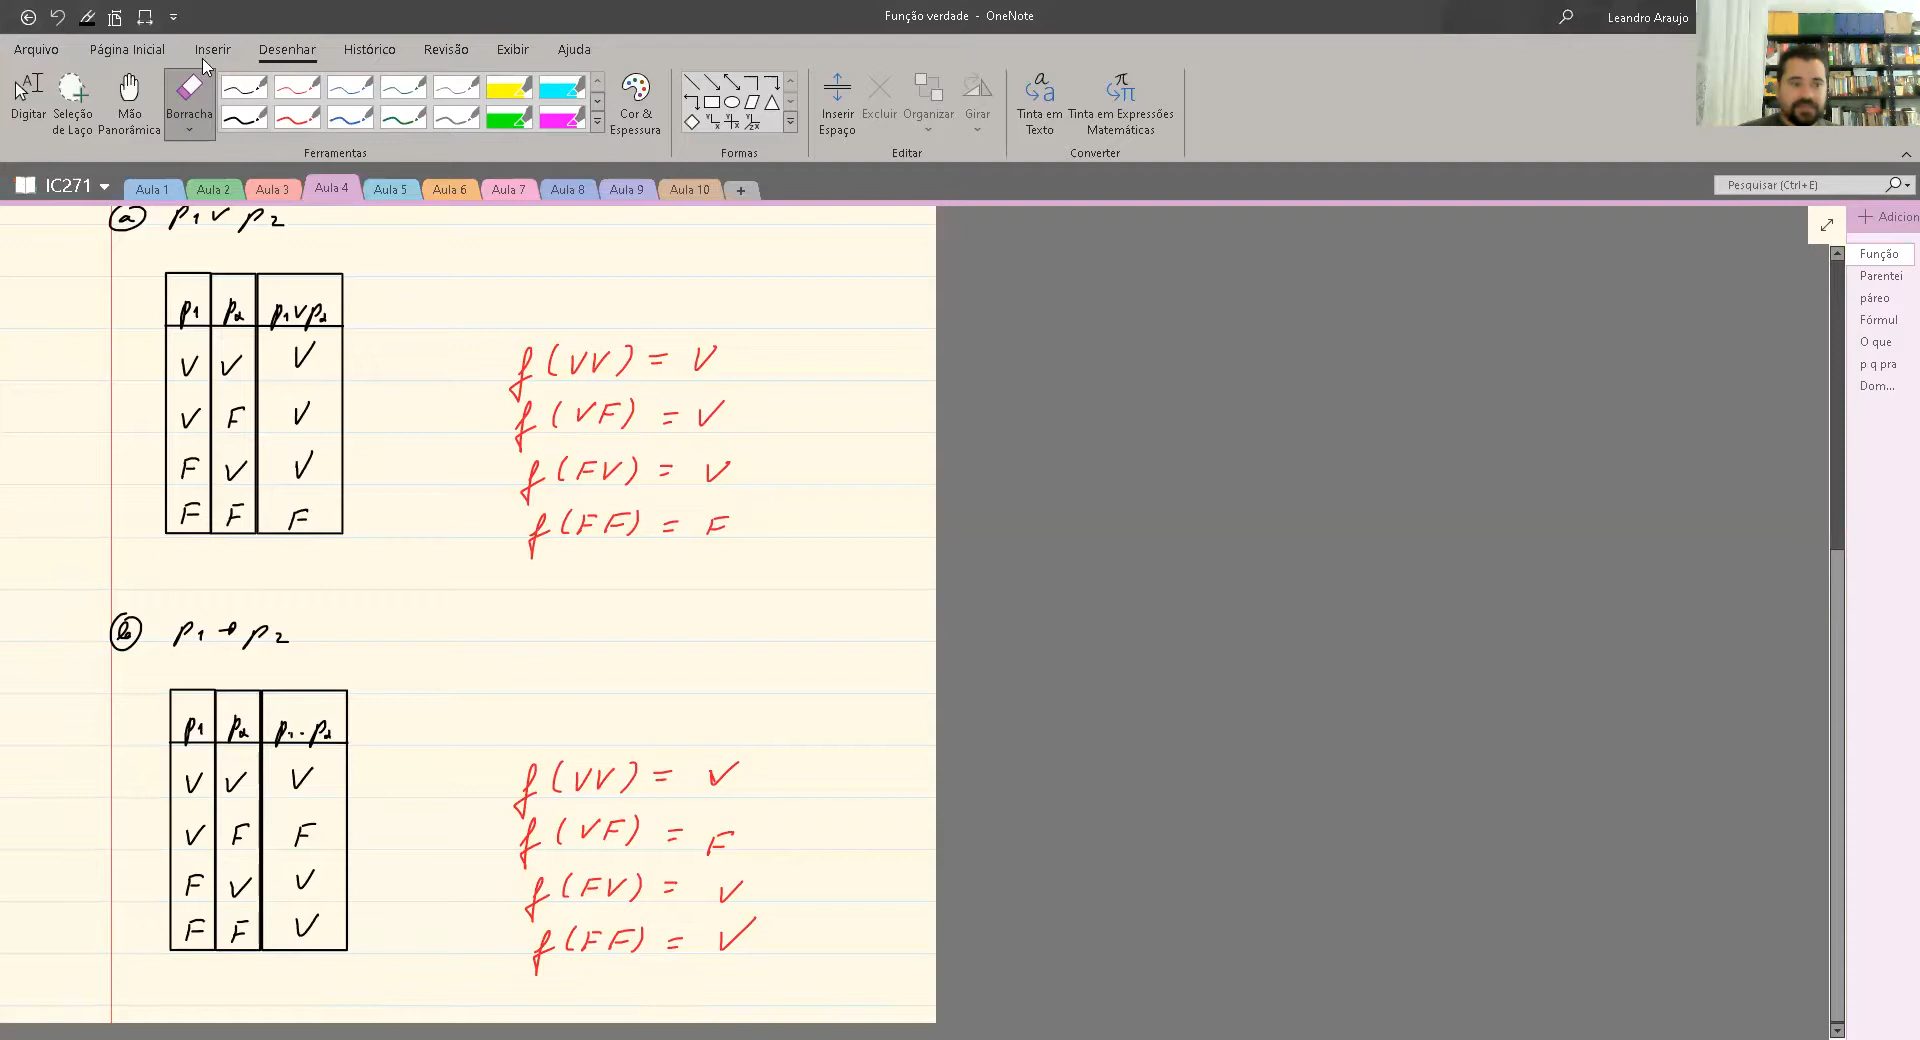 Função verdade - OneNote
Leandro Araujo
Arquivo
Página Inicial
Inserir
Desenhar
Histórico
Revisão
Exibir
Ajuda
Digitar
Seleção de Laço
Mão Panorâmica
Borracha
Cor & Espessura
Inserir Espaço
Excluir
Organizar
Girar
Tinta em Texto
Tinta em Expressões Matemáticas
Ferramentas
Formas
Editar
Converter
IC271
Aula 1
Aula 2
Aula 3
Aula 4
Aula 5
Aula 6
Aula 7
Aula 8
Aula 9
Aula 10
Pesquisar (Ctrl+E)
Adicion
Função
Parentei
páreo
Fórmul
O que
p q pra
Dom...
(a) p1 v p2
p1 p2 p1 v p2
V V V
V F V
F V V
F F F
f(VV) = V
f(VF) = V
f(FV) = V
f(FF) = F
(b) p1 → p2
p1 p2 p1 → p2
V V V
V F F
F V V
F F V
f(VV) = V
f(VF) = F
f(FV) = V
f(FF) = V